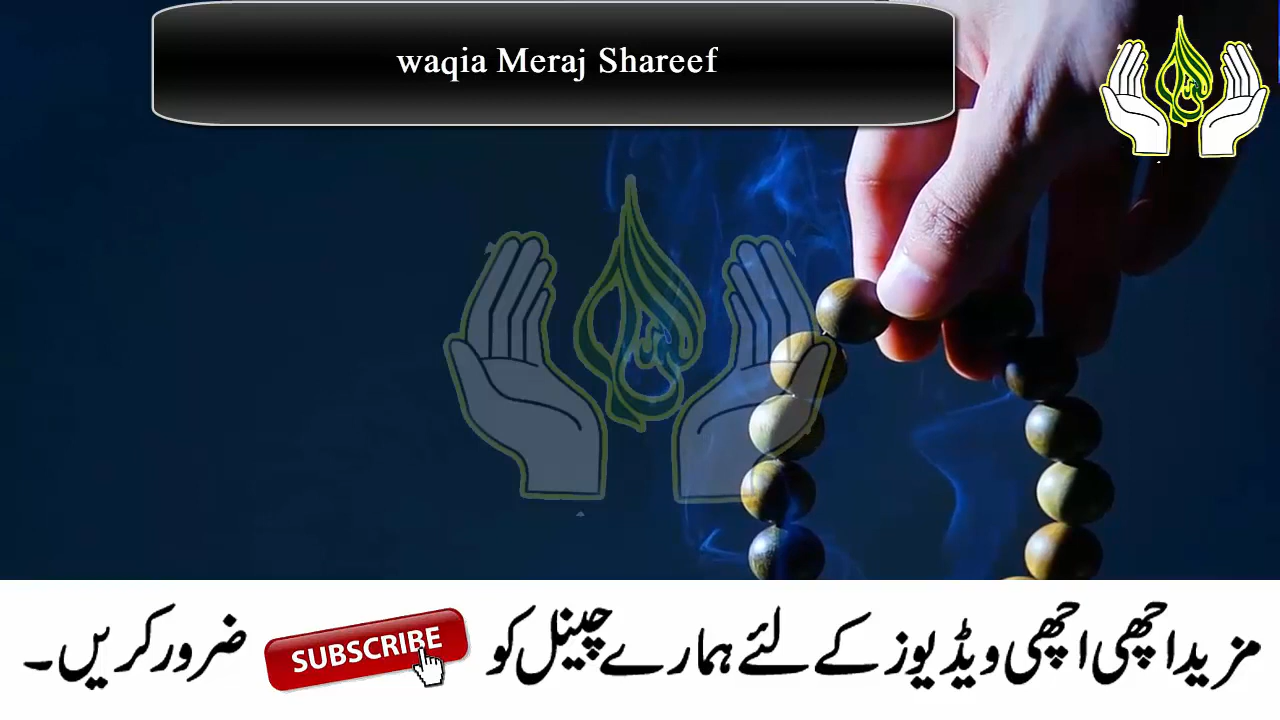 waqia Meraj Shareef
مزید اچھی اچھی ویڈیوز کے لئے ہمارے چینل کو SUBSCRIBE ضرور کریں۔